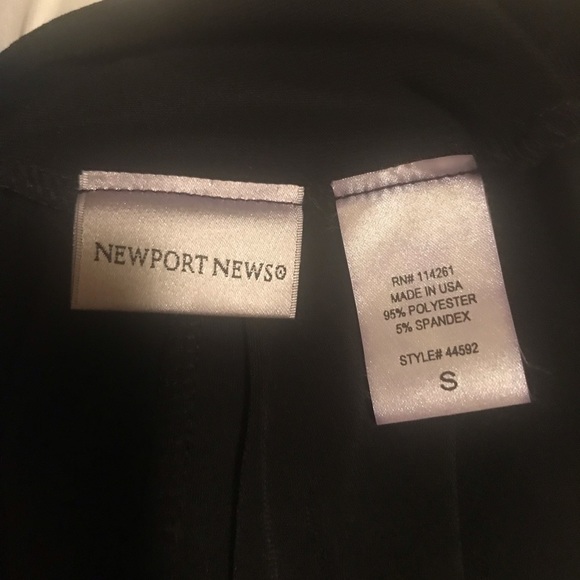 NEWPORT NEWS
RN# 114261
MADE IN USA
95% POLYESTER
5% SPANDEX
STYLE# 44592
S